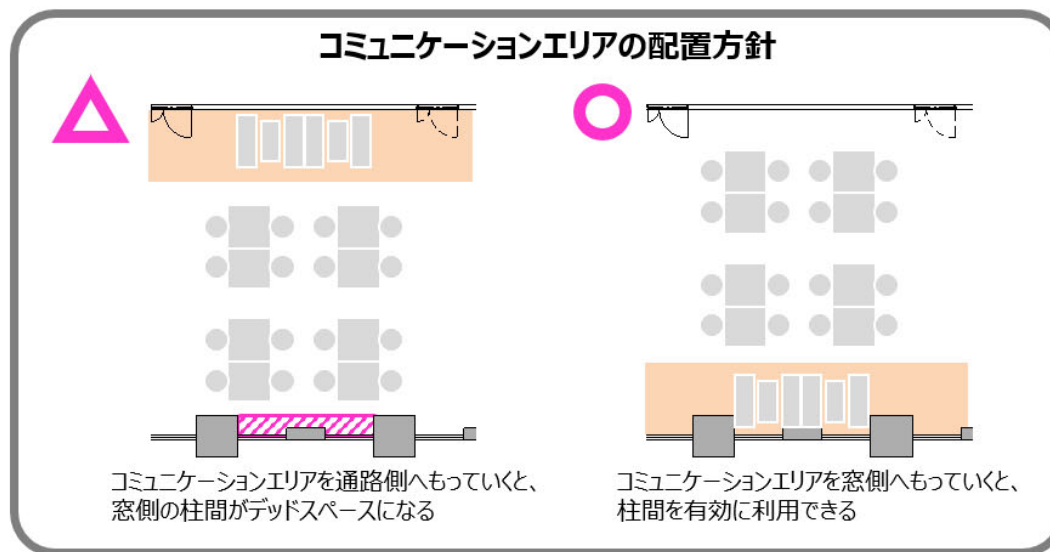 コミュニケーションエリアの配置方針
コミュニケーションエリアを通路側へもっていくと、
窓側の柱間がデッドスペースになる
コミュニケーションエリアを窓側へもっていくと、
柱間を有効に利用できる